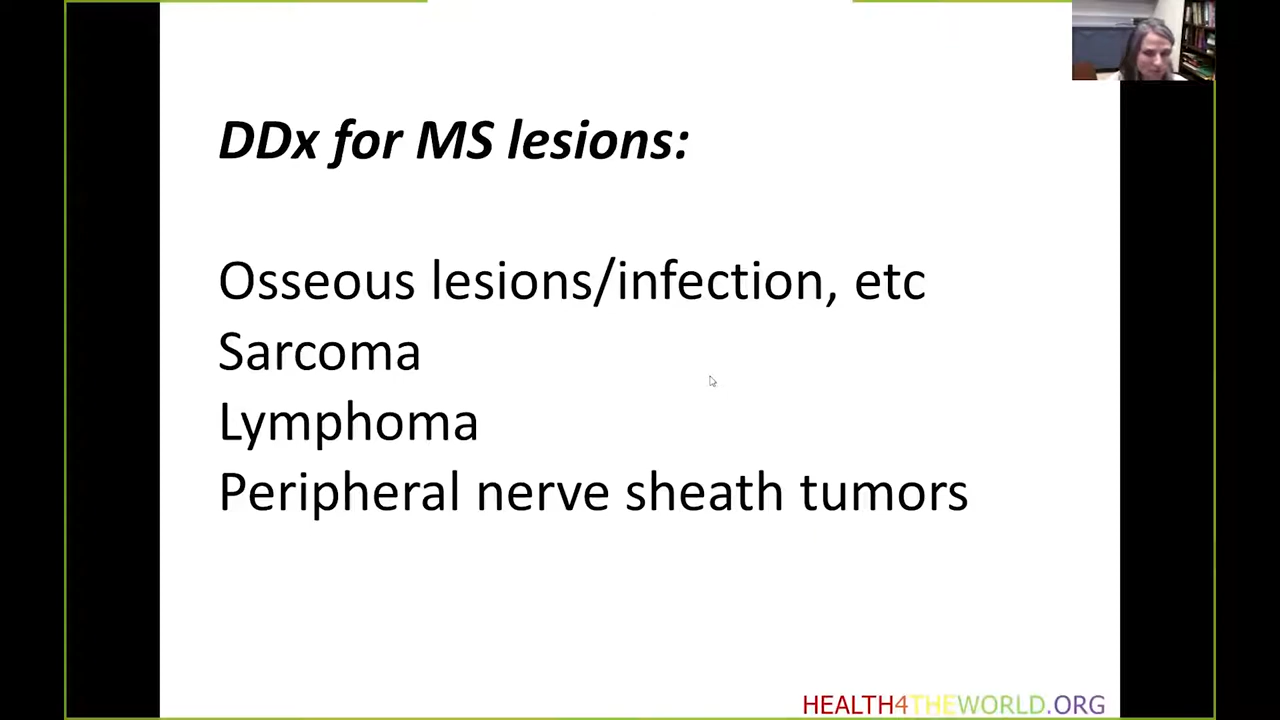 DDx for MS lesions:
Osseous lesions/infection, etc
Sarcoma
Lymphoma
Peripheral nerve sheath tumors
HEALTH4THEWORLD.ORG